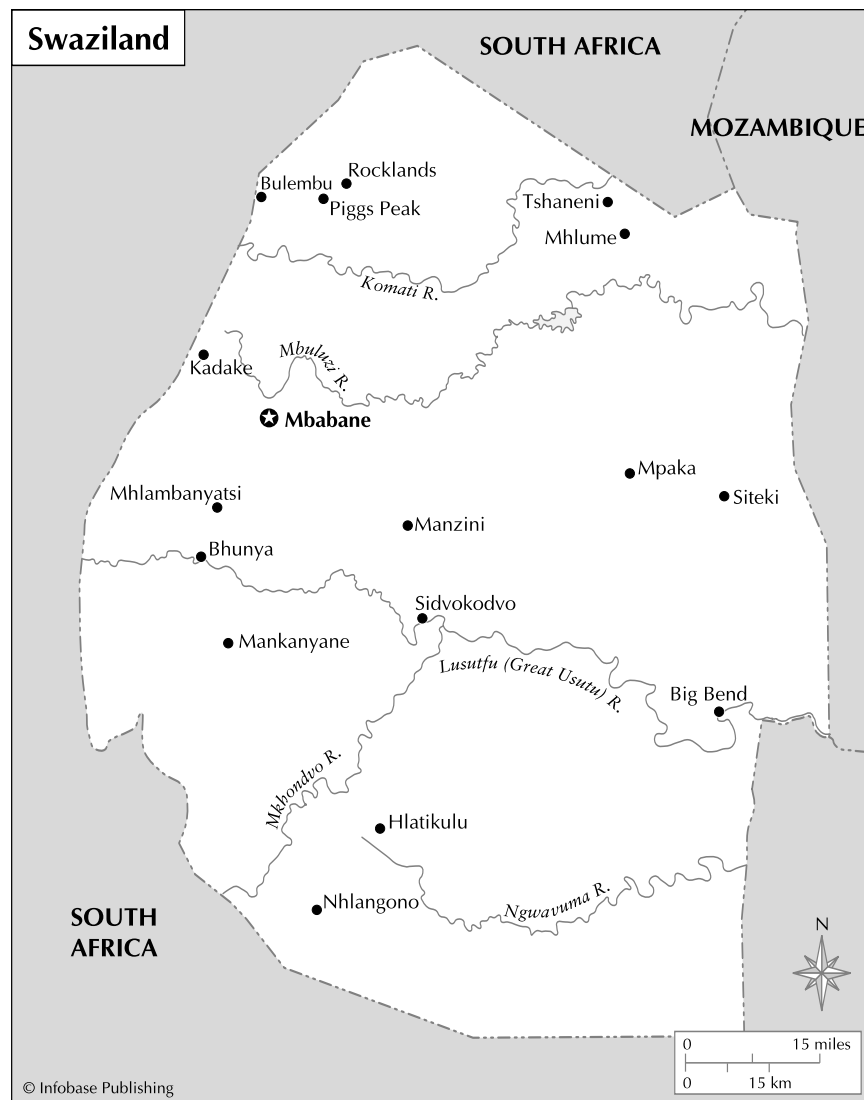 Swaziland
SOUTH AFRICA
MOZAMBIQUE
Rocklands
Bulembu
Piggs Peak
Tshaneni
Mhlume
Komati R.
Mbuluzi R.
Kadake
Mbabane
Mpaka
Siteki
Mhlambanyatsi
Manzini
Bhunya
Sidvokodvo
Mankanyane
Lusutfu (Great Usutu) R.
Big Bend
Mkhondvo R.
Hlatikulu
Nhlangono
Ngwavuma R.
SOUTH
AFRICA
N
0 15 miles
0 15 km
© Infobase Publishing